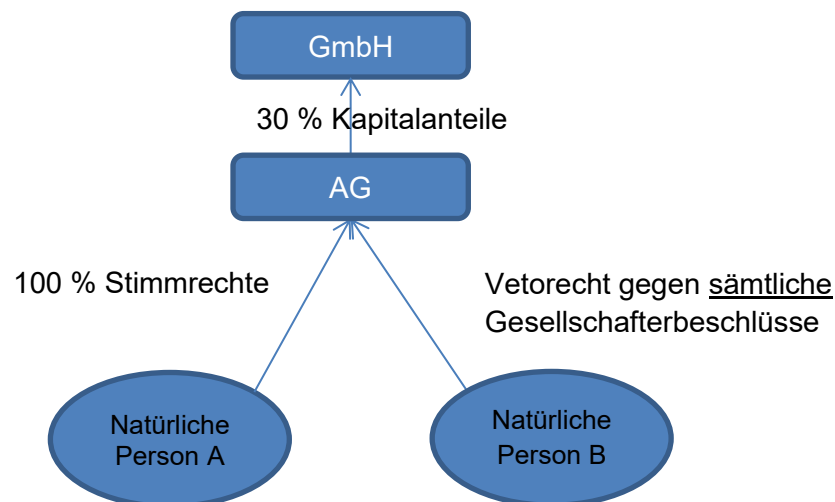 GmbH
30 % Kapitalanteile
AG
100 % Stimmrechte
Vetorecht gegen sämtliche
Gesellschafterbeschlüsse
Natürliche
Person A
Natürliche
Person B